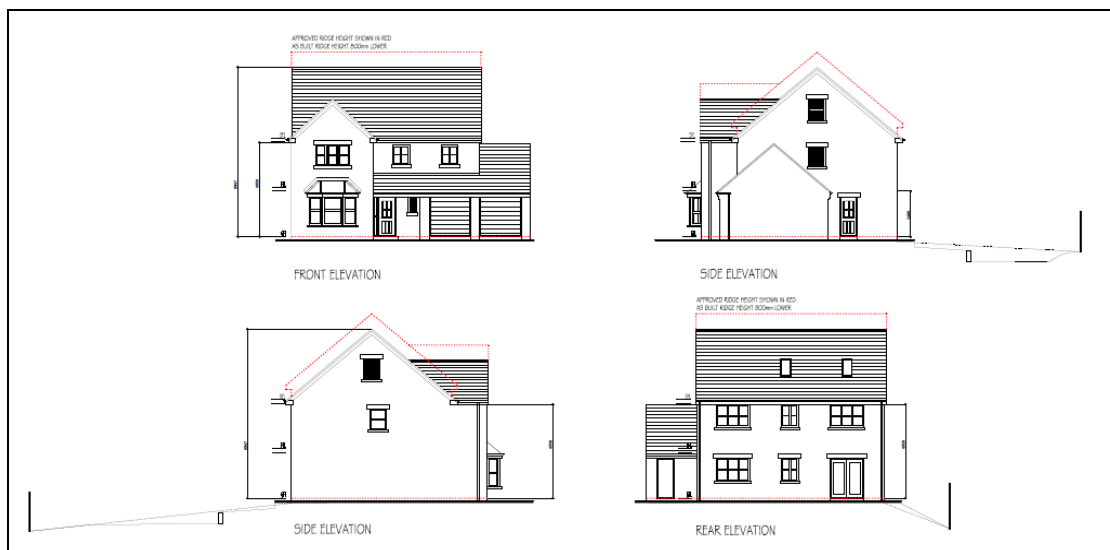 APPROVED RIDGE HEIGHT SHOWN IN RED
AS BUILT RIDGE HEIGHT 800mm LOWER
FRONT ELEVATION
SIDE ELEVATION
APPROVED RIDGE HEIGHT SHOWN IN RED
AS BUILT RIDGE HEIGHT 800mm LOWER
SIDE ELEVATION
REAR ELEVATION